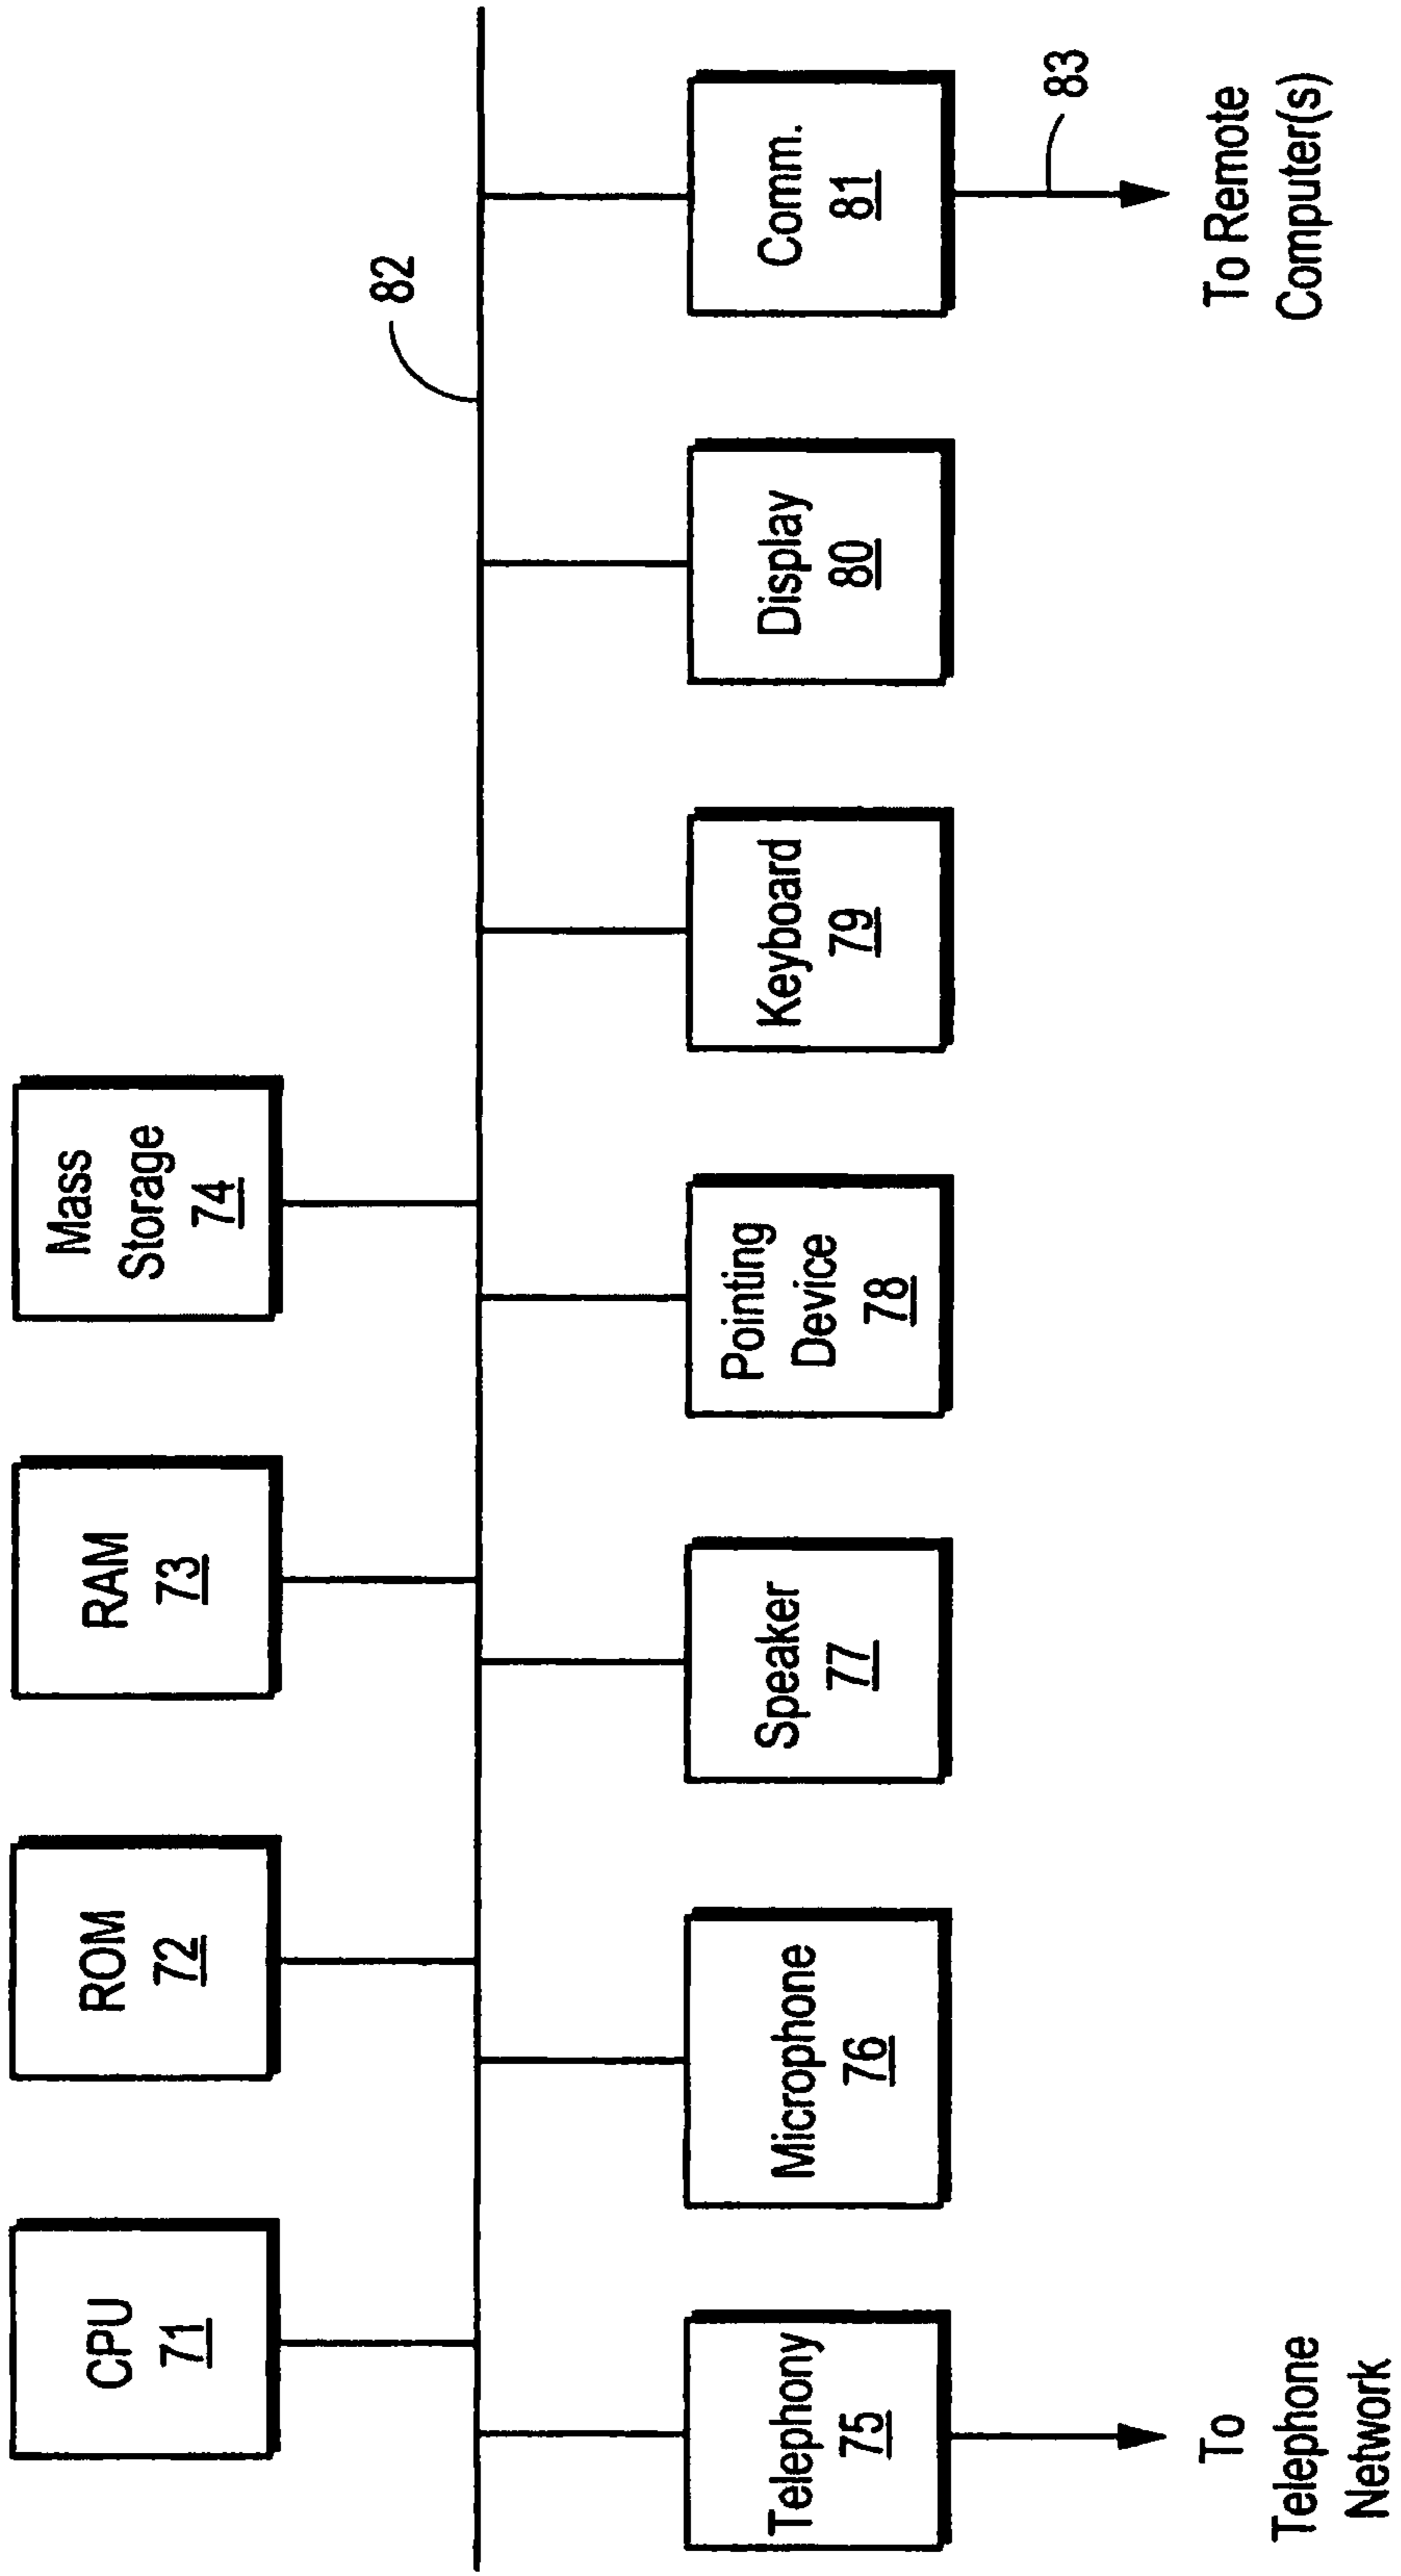 CPU
71
ROM
72
RAM
73
Mass
Storage
74
82
Telephony
75
Microphone
76
Speaker
77
Pointing
Device
78
Keyboard
79
Display
80
Comm.
81
83
To
Telephone
Network
To Remote
Computer(s)